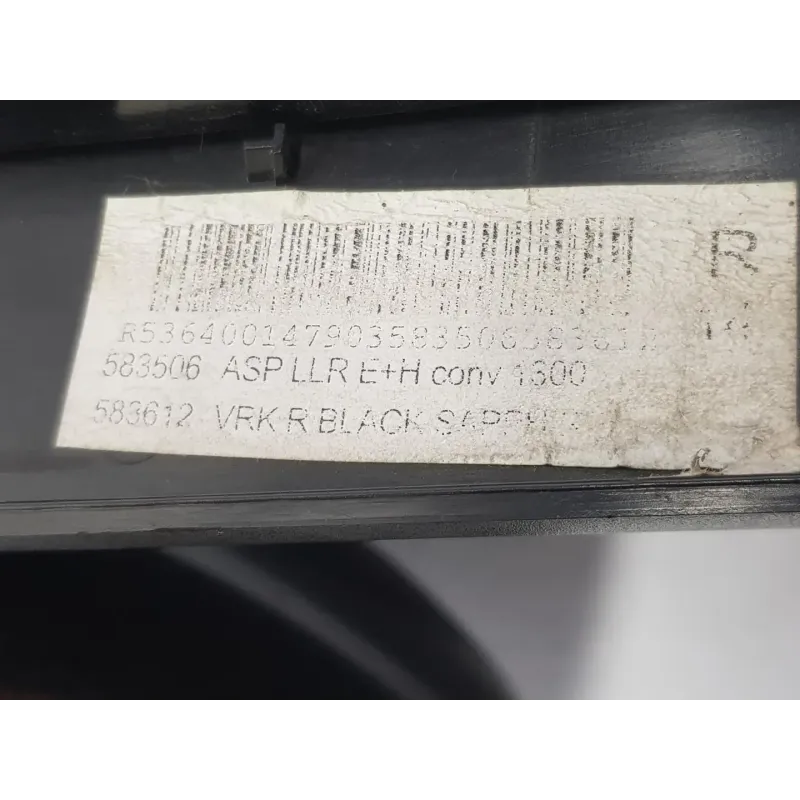 R
R536400147903583506583612
583506 ASP LLR E+H conv 1300
583612 VRK R BLACK